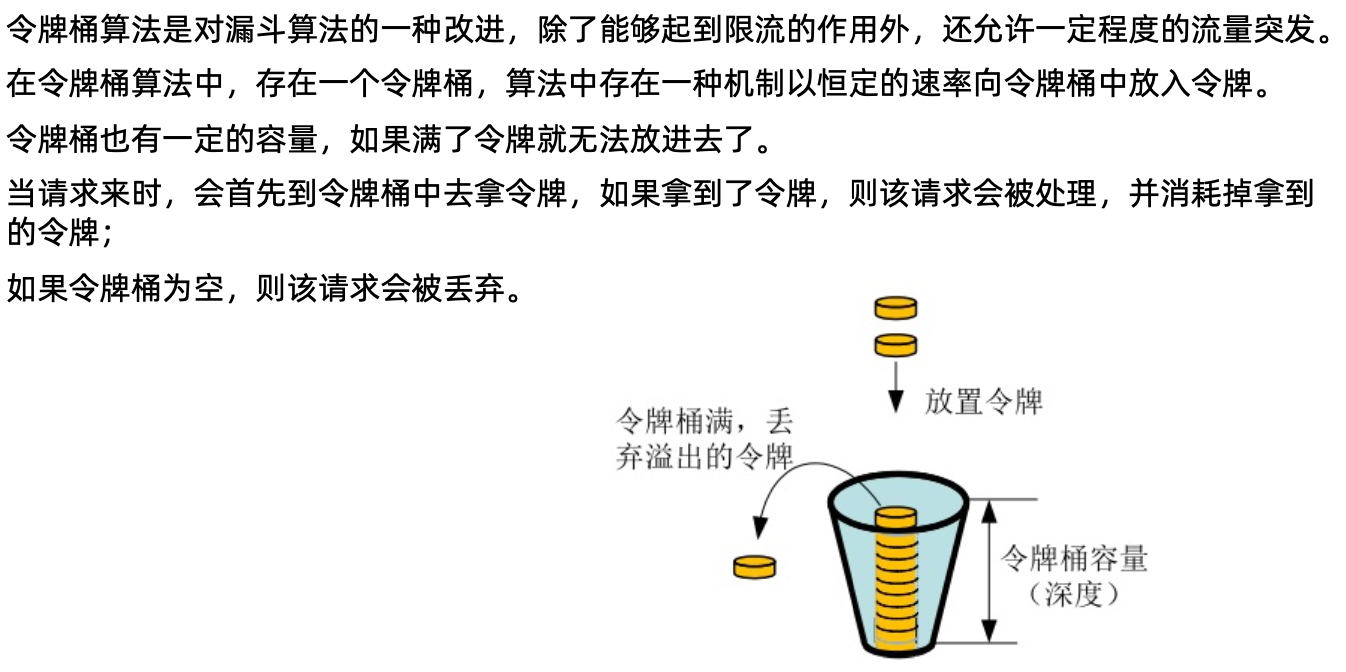 令牌桶算法是对漏斗算法的一种改进，除了能够起到限流的作用外，还允许一定程度的流量突发。
在令牌桶算法中，存在一个令牌桶，算法中存在一种机制以恒定的速率向令牌桶中放入令牌。
令牌桶也有一定的容量，如果满了令牌就无法放进去了。
当请求来时，会首先到令牌桶中去拿令牌，如果拿到了令牌，则该请求会被处理，并消耗掉拿到
的令牌；
如果令牌桶为空，则该请求会被丢弃。
放置令牌
令牌桶满，丢
弃溢出的令牌
令牌桶容量
（深度）